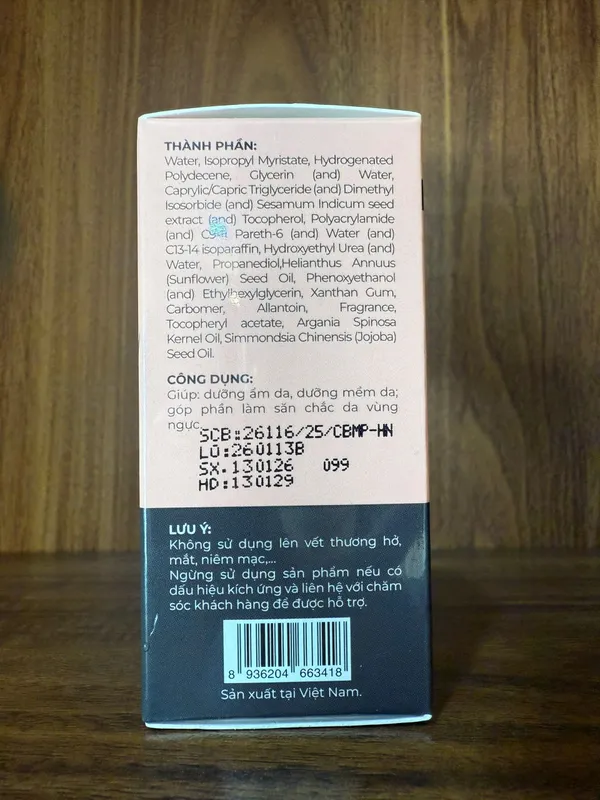 THÀNH PHẦN:
Water, Isopropyl Myristate, Hydrogenated
Polydecene, Glycerin (and) Water,
Caprylic/Capric Triglyceride (and) Dimethyl
Isosorbide (and) Sesamum Indicum seed
extract (and) Tocopherol, Polyacrylamide
(and) Pareth-6 (and) Water (and)
C13-14 isoparaffin, Hydroxyethyl Urea (and)
Water, Propanediol,Helianthus Annuus
(Sunflower) Seed Oil, Phenoxyethanol
(and) Ethylhexylglycerin, Xanthan Gum,
Carbomer, Allantoin, Fragrance,
Tocopheryl acetate, Argania Spinosa
Kernel Oil, Simmondsia Chinensis (Jojoba)
Seed Oil.
CÔNG DỤNG:
Giúp: dưỡng ẩm da, dưỡng mềm da;
góp phần làm săn chắc da vùng
ngực.
SCB:26116/25/CBMP-HN
LÔ:260113B
SX.130126 099
HD:130129
LƯU Ý:
Không sử dụng lên vết thương hở,
mắt, niêm mạc,...
Ngừng sử dụng sản phẩm nếu có
dấu hiệu kích ứng và liên hệ với chăm
sóc khách hàng để được hỗ trợ.
8 936204 663418
Sản xuất tại Việt Nam.